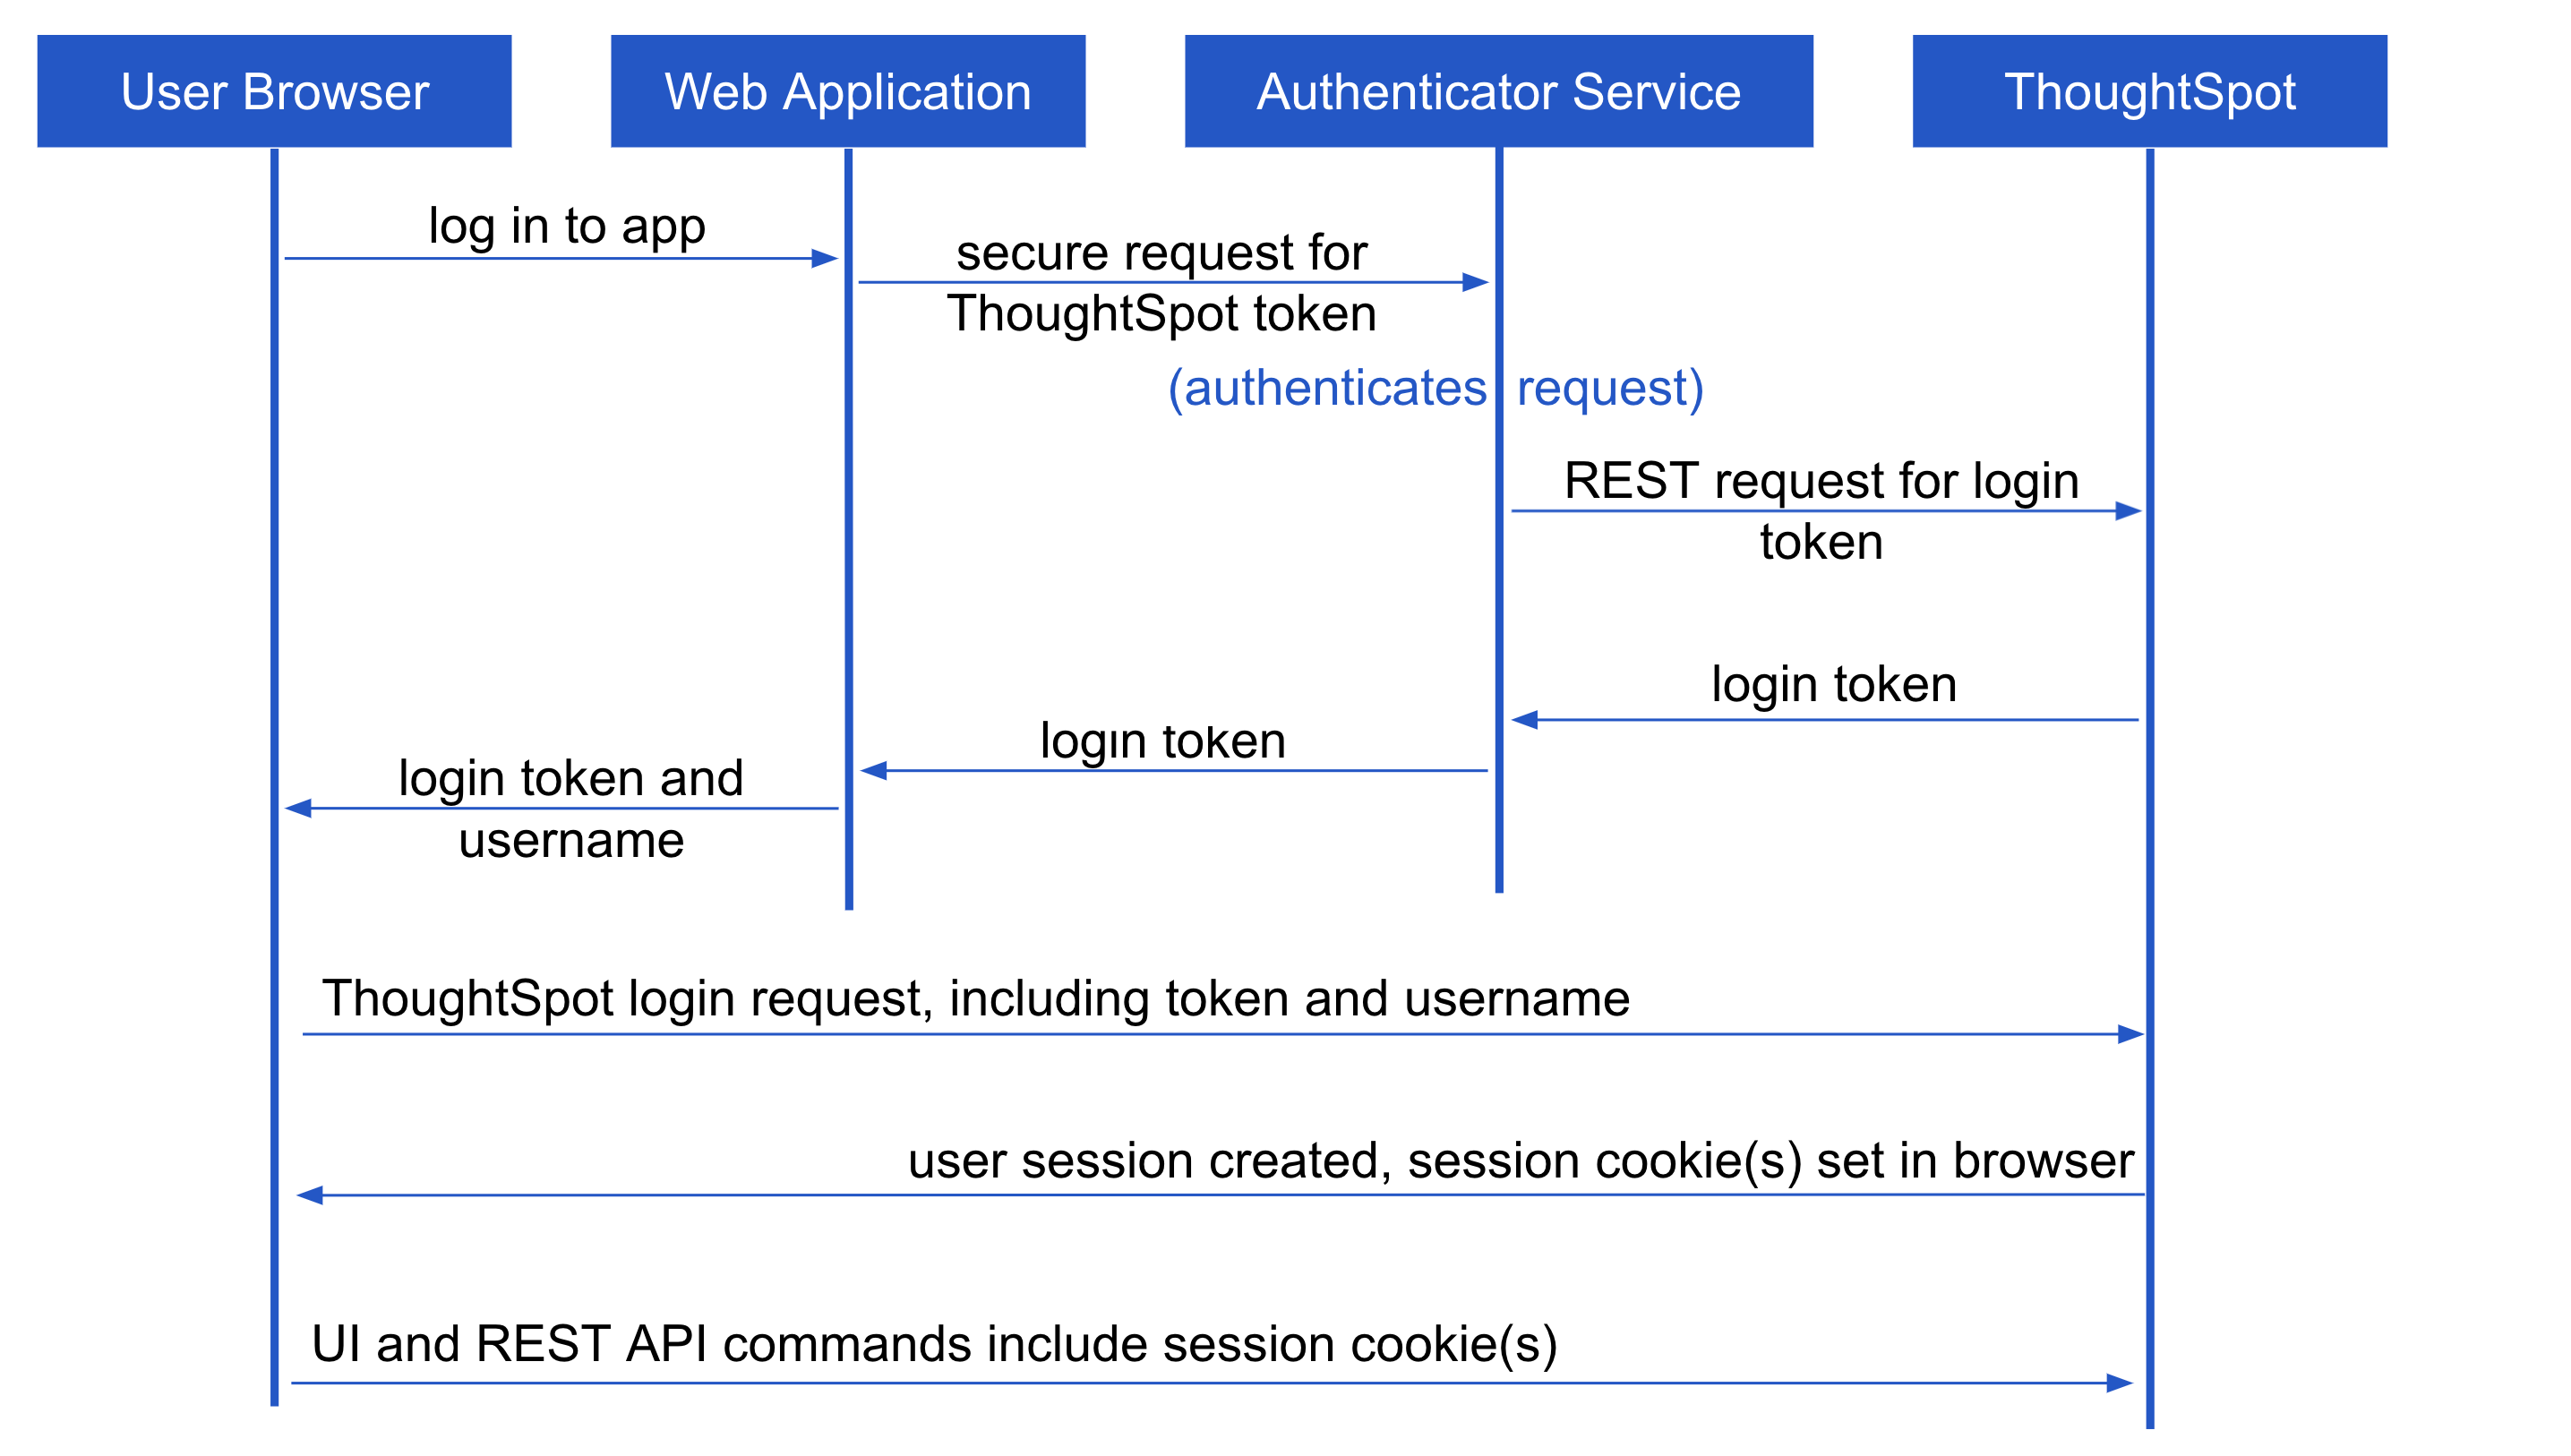 User Browser
Web Application
Authenticator Service
ThoughtSpot
log in to app
secure request for
ThoughtSpot token
(authenticates request)
REST request for login
token
login token
login token
login token and
username
ThoughtSpot login request, including token and username
user session created, session cookie(s) set in browser
UI and REST API commands include session cookie(s)